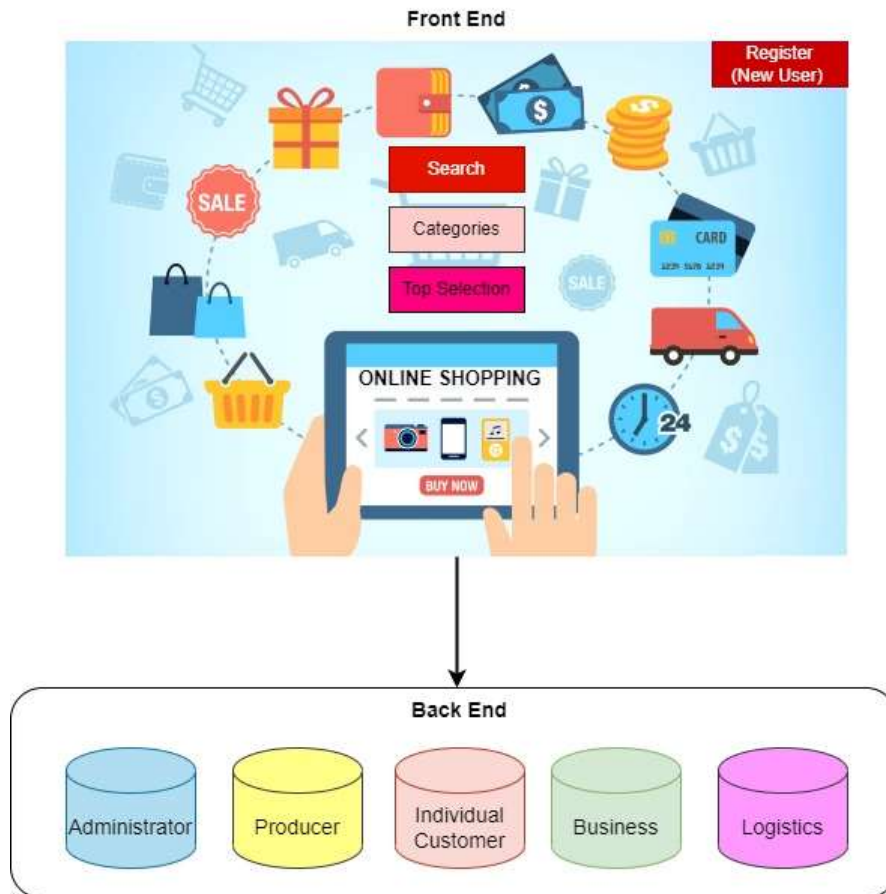 Front End
Register
(New User)
Search
SALE
Categories
CARD
Top Selection
SALE
ONLINE SHOPPING
24
BUY NOW
Back End
Administrator
Producer
Individual
Customer
Business
Logistics